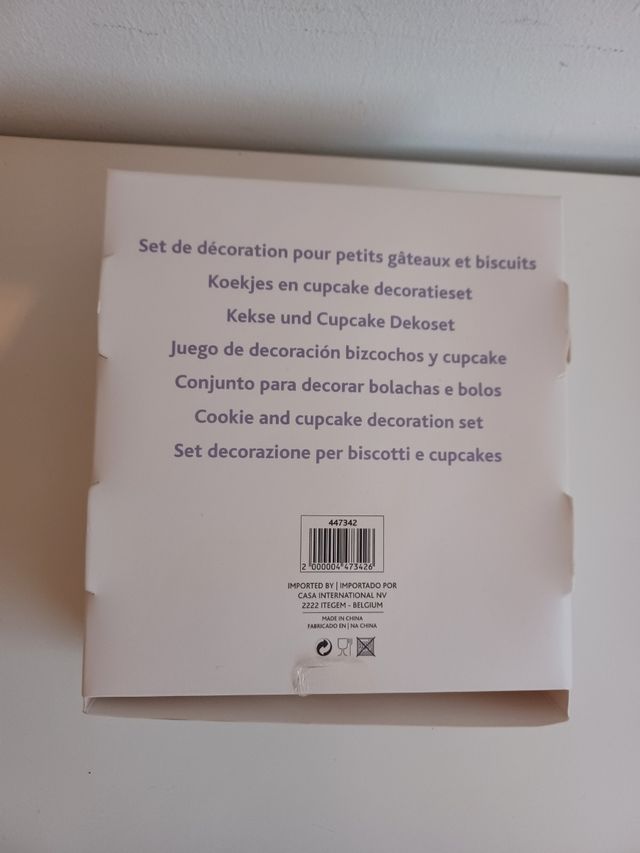 Set de décoration pour petits gâteaux et biscuits
Koekjes en cupcake decoratieset
Kekse und Cupcake Dekoset
Juego de decoración bizcochos y cupcake
Conjunto para decorar bolachas e bolos
Cookie and cupcake decoration set
Set decorazione per biscotti e cupcakes
447342
2 000004 473426
IMPORTED BY | IMPORTADO POR
CASA INTERNATIONAL NV
2222 ITEGEM - BELGIUM
MADE IN CHINA
FABRICADO EN | NA CHINA